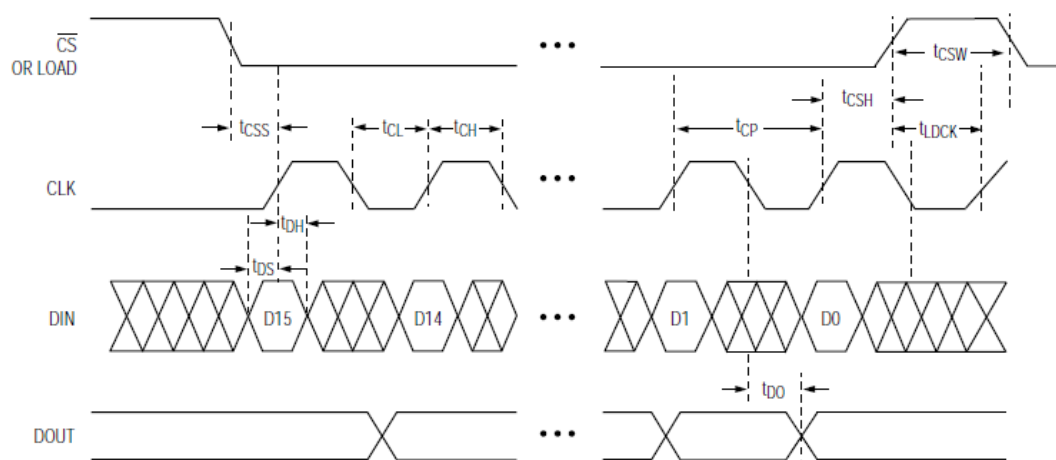 CS
OR LOAD
•••
tCSW
tCSH
tCSS
tCL
tCH
tCP
tLDCK
CLK
•••
tDH
tDS
DIN
D15
D14
•••
D1
D0
tDO
DOUT
•••